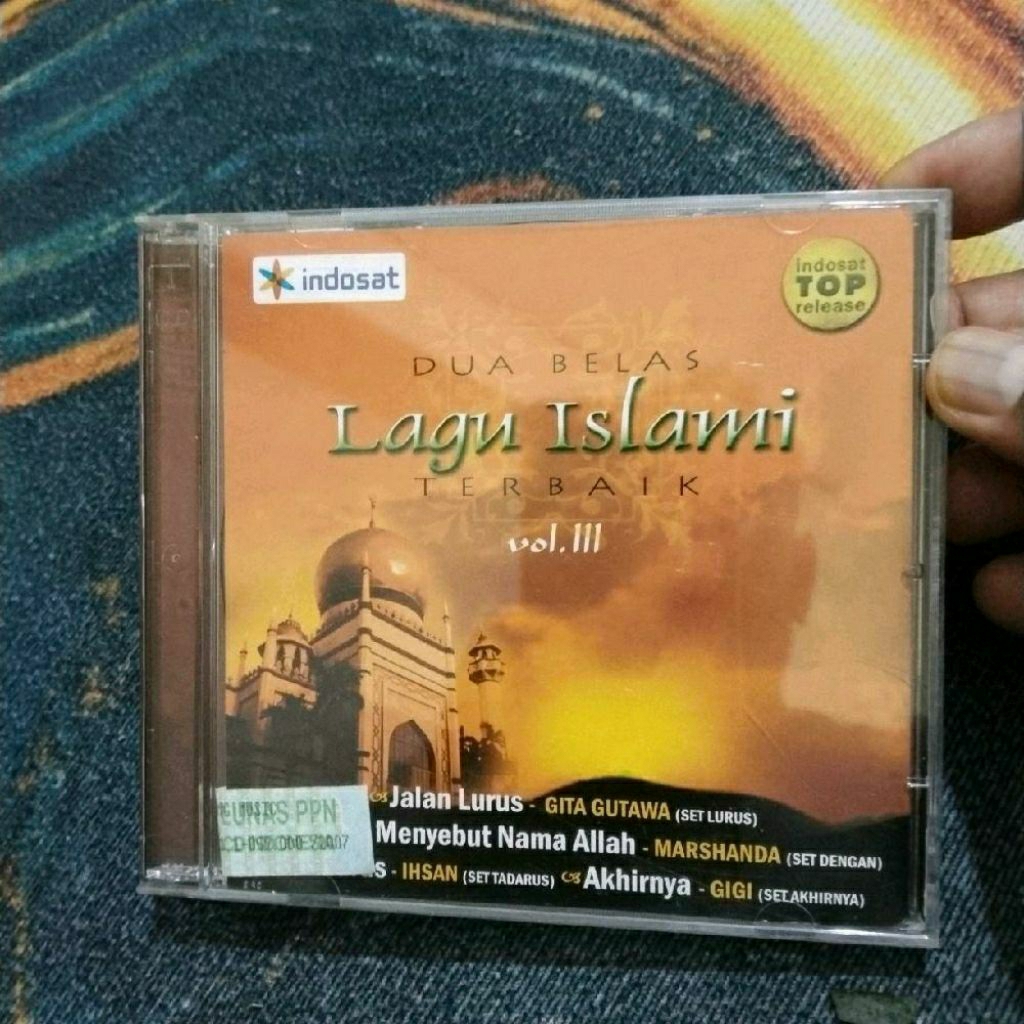 indosat
indosat
TOP
release
DUA BELAS
Lagu Islami
TERBAIK
vol.III
Jalan Lurus - GITA GUTAWA (SET LURUS)
Menyebut Nama Allah - MARSHANDA (SET DENGAN)
- IHSAN (SET TADARUS) Akhirnya - GIGI (SET AKHIRNYA)
LUNAS PPN